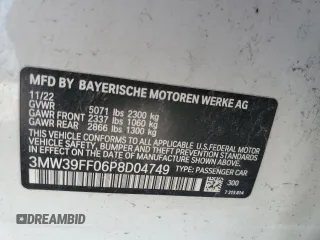 MFD BY BAYERISCHE MOTOREN WERKE AG
11/22
GVWR 5071 lbs 2300 kg
GAWR FRONT 2337 lbs 1060 kg
GAWR REAR 2866 lbs 1300 kg
THIS VEHICLE CONFORMS TO ALL APPLICABLE U.S. FEDERAL MOTOR
VEHICLE SAFETY, BUMPER, AND THEFT PREVENTION STANDARDS IN
EFFECT ON THE DATE OF MANUFACTURE SHOWN ABOVE.
3MW39FF06P8D04749 TYPE: PASSENGER CAR
300
AUTOBIDMASTER